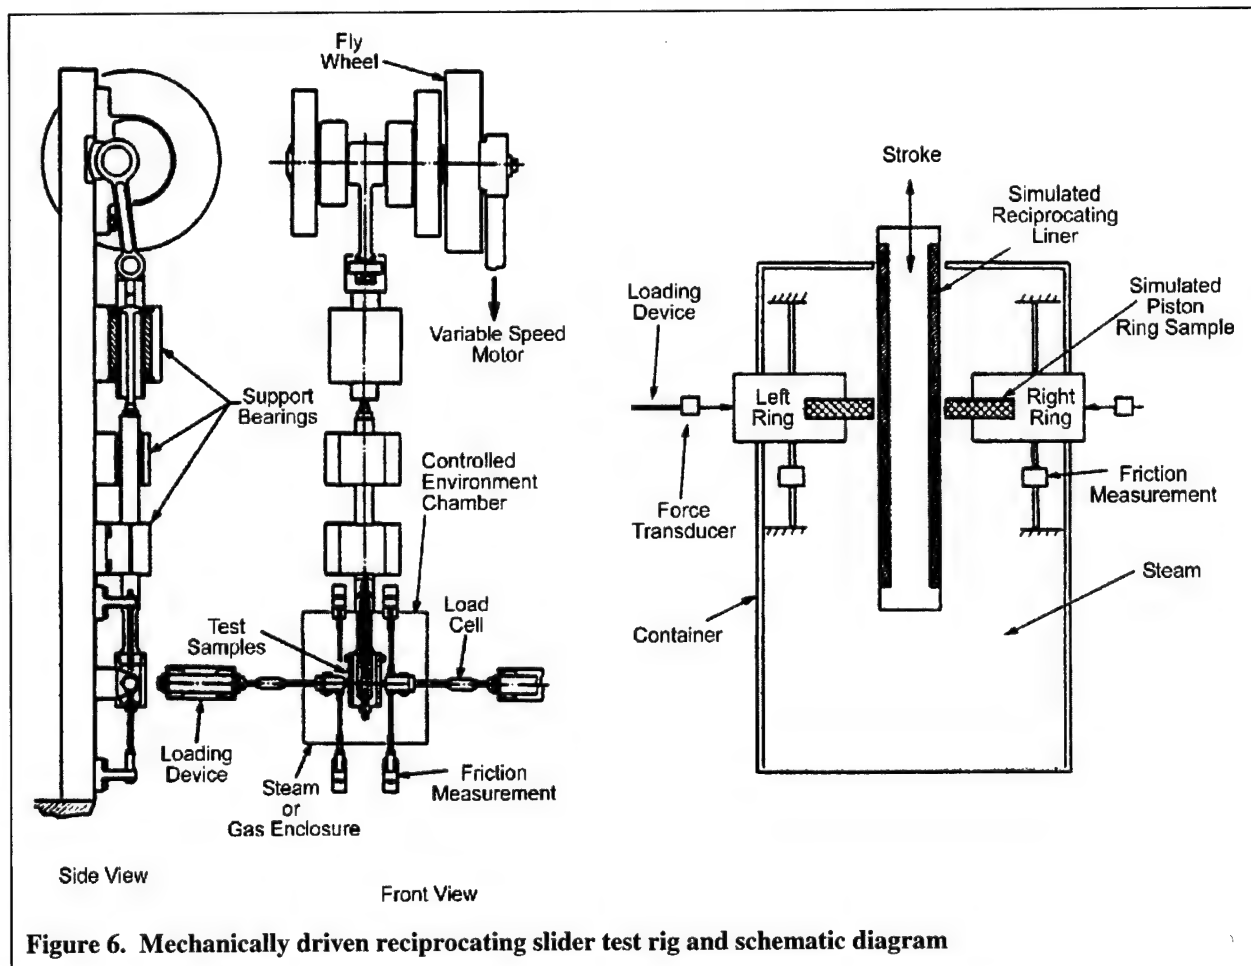 Fly
Wheel
Variable Speed
Motor
Support
Bearings
Controlled
Environment
Chamber
Test
Samples
Load
Cell
Loading
Device
Steam
or
Gas Enclosure
Friction
Measurement
Side View
Front View
Stroke
Simulated
Reciprocating
Liner
Loading
Device
Simulated
Piston
Ring Sample
Left
Ring
Right
Ring
Force
Transducer
Friction
Measurement
Steam
Container
Figure 6. Mechanically driven reciprocating slider test rig and schematic diagram